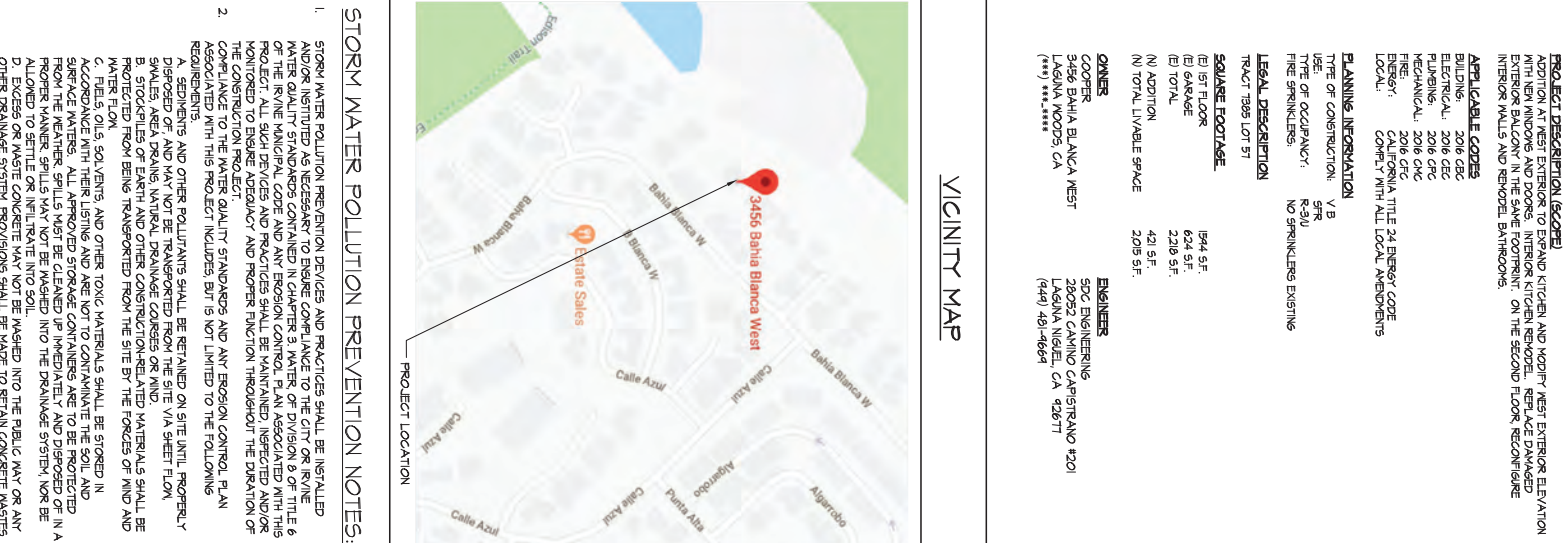 PROJECT DESCRIPTION (SCOPE)
ADDITION AT WEST EXTERIOR TO EXPAND KITCHEN AND MODIFY WEST EXTERIOR ELEVATION
WITH NEW WINDOWS AND DOORS. INTERIOR KITCHEN REMODEL. REPLACE DAMAGED
EXTERIOR BALCONY IN THE SAME FOOTPRINT. ON THE SECOND FLOOR, RECONFIGURE
INTERIOR WALLS AND REMODEL BATHROOMS.
APPLICABLE CODES
BUILDING: 2016 CBC
ELECTRICAL: 2016 CEC
PLUMBING: 2016 CPC
MECHANICAL: 2016 CMC
FIRE: 2016 CFC
ENERGY: CALIFORNIA TITLE 24 ENERGY CODE
LOCAL: COMPLY WITH ALL LOCAL AMENDMENTS
PLANNING INFORMATION
TYPE OF CONSTRUCTION: V B
USE: SFR
TYPE OF OCCUPANCY: R-3/U
FIRE SPRINKLERS: NO SPRINKLERS EXISTING
LEGAL DESCRIPTION
TRACT 7385 LOT 57
SQUARE FOOTAGE
(E) 1ST FLOOR 1594 S.F.
(E) GARAGE 624 S.F.
(E) TOTAL 2,218 S.F.
(N) ADDITION 421 S.F.
(N) TOTAL LIVABLE SPACE 2,015 S.F.
OWNER
COOPER
3456 BAHIA BLANCA WEST
LAGUNA WOODS, CA
(***) ***-****
ENGINEER
SDC ENGINEERING
28052 CAMINO CAPISTRANO #201
LAGUNA NIGUEL, CA 92677
(949) 481-4669
VICINITY MAP
3456 Bahia Blanca West
Bahia Blanca W
Bahia Blanca W
Blanca W
Bahia Blanca W
Estate Sales
Calle Azul
Calle Azul
Calle Azul
Calle Azul
Calle Azul
Algarrobo
Algarrobo
Punta Alta
Edison Trail
PROJECT LOCATION
STORM WATER POLLUTION PREVENTION NOTES:
1. STORM WATER POLLUTION PREVENTION DEVICES AND PRACTICES SHALL BE INSTALLED
AND/OR INSTITUTED AS NECESSARY TO ENSURE COMPLIANCE TO THE CITY OR IRVINE
WATER QUALITY STANDARDS CONTAINED IN CHAPTER 3, WATER, OF DIVISION 8 OF TITLE 6
OF THE IRVINE MUNICIPAL CODE AND ANY EROSION CONTROL PLAN ASSOCIATED WITH THIS
PROJECT. ALL SUCH DEVICES AND PRACTICES SHALL BE MAINTAINED, INSPECTED AND/OR
MONITORED TO ENSURE ADEQUACY AND PROPER FUNCTION THROUGHOUT THE DURATION OF
THE CONSTRUCTION PROJECT.
2. COMPLIANCE TO THE WATER QUALITY STANDARDS AND ANY EROSION CONTROL PLAN
ASSOCIATED WITH THIS PROJECT INCLUDES, BUT IS NOT LIMITED TO THE FOLLOWING
REQUIREMENTS.
A. SEDIMENTS AND OTHER POLLUTANTS SHALL BE RETAINED ON SITE UNTIL PROPERLY
DISPOSED OF, AND MAY NOT BE TRANSPORTED FROM THE SITE VIA SHEET FLOW,
SWALES, AREA DRAINS, NATURAL DRAINAGE COURSES OR WIND.
B. STOCKPILES OF EARTH AND OTHER CONSTRUCTION-RELATED MATERIALS SHALL BE
PROTECTED FROM BEING TRANSPORTED FROM THE SITE BY THE FORCES OF WIND AND
WATER FLOW.
C. FUELS, OILS, SOLVENTS, AND OTHER TOXIC MATERIALS SHALL BE STORED IN
ACCORDANCE WITH THEIR LISTING AND ARE NOT TO CONTAMINATE THE SOIL AND
SURFACE WATERS. ALL APPROVED STORAGE CONTAINERS ARE TO BE PROTECTED
FROM THE WEATHER. SPILLS MUST BE CLEANED UP IMMEDIATELY AND DISPOSED OF IN A
PROPER MANNER. SPILLS MAY NOT BE WASHED INTO THE DRAINAGE SYSTEM, NOR BE
ALLOWED TO SETTLE OR INFILTRATE INTO SOIL.
D. EXCESS OR WASTE CONCRETE MAY NOT BE WASHED INTO THE PUBLIC WAY OR ANY
OTHER DRAINAGE SYSTEM. PROVISIONS SHALL BE MADE TO RETAIN CONCRETE WASTES